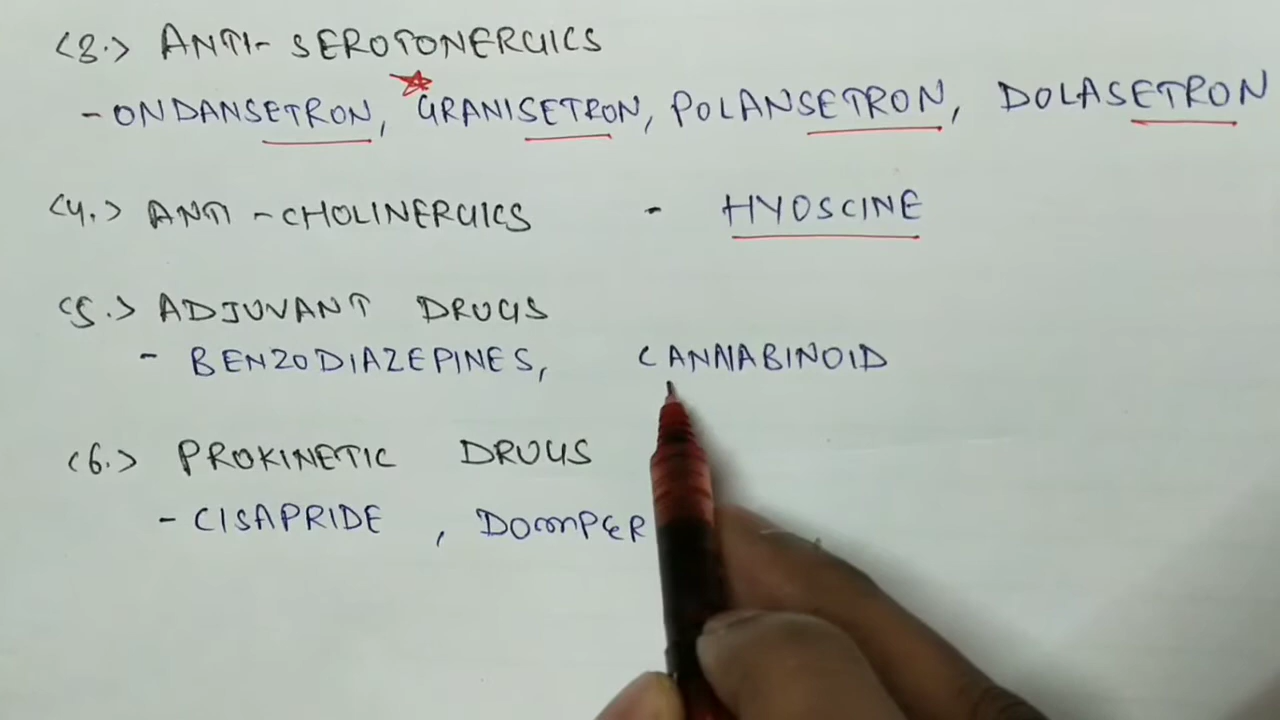 (3.) ANTI- SEROTONERGICS
- ONDANSETRON, GRANISETRON, POLANSETRON, DOLASETRON
(4.) ANTI - CHOLINERGICS - HYOSCINE
(5.) ADJUVANT DRUGS
- BENZODIAZEPINES, CANNABINOID
(6.) PROKINETIC DRUGS
- CISAPRIDE , DOMPER